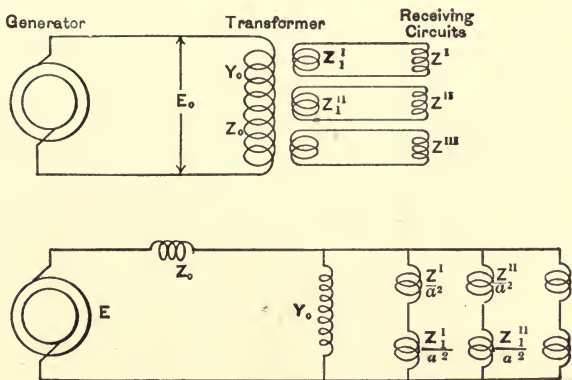 Generator
Transformer
Receiving
Circuits
E₀
Y₀
Z₀
Z₁ᴵ
Zᴵ
Z₁ᴵᴵ
Zᴵᴵ
Zᴵᴵᴵ
E
Z₀
Y₀
Zᴵ/a²
Zᴵᴵ/a²
Z₁ᴵ/a²
Z₁ᴵᴵ/a²